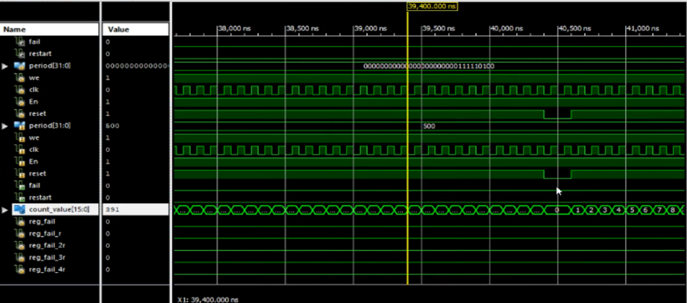 39,400.000 ns
Name Value
38,000 ns 38,500 ns 39,000 ns 39,500 ns 40,000 ns 40,500 ns 41,000 ns
fail 0
restart 0
period[31:0] 00000000000000 00000000000000000000000111110100
we 1
clk 0
En 1
reset 1
period[31:0] 500 500
we 1
clk 0
En 1
reset 1
fail 0
restart 0
count_value[15:0] 391 0 1 2 3 4 5 6 7 8
reg_fail 0
reg_fail_r 0
reg_fail_2r 0
reg_fail_3r 0
reg_fail_4r 0
X1: 39,400.000 ns